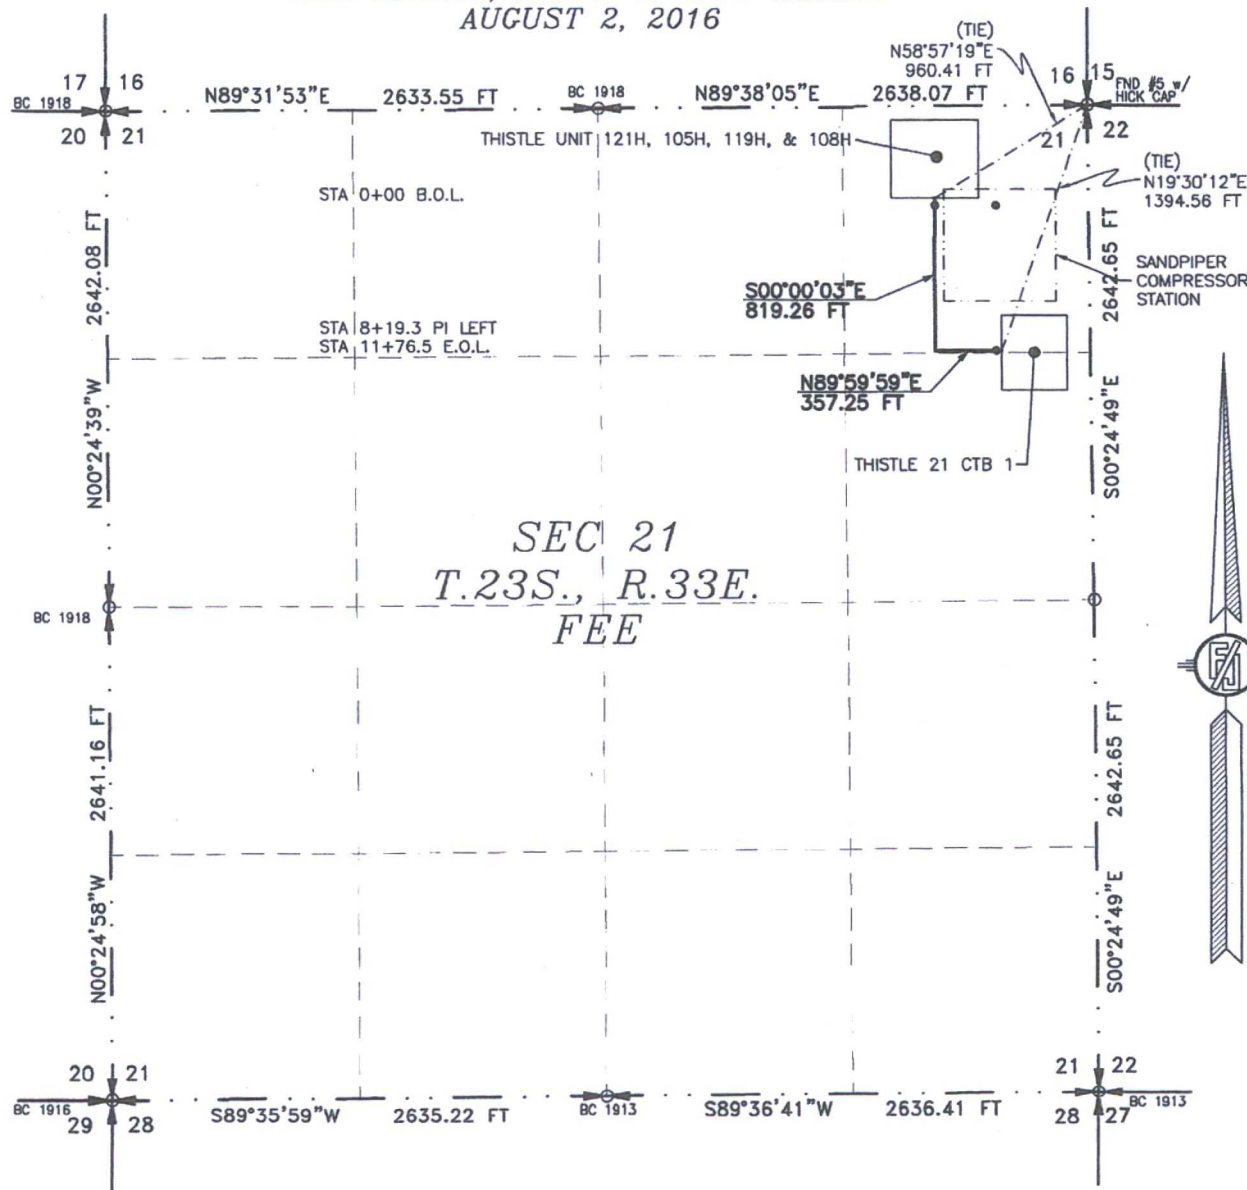 AUGUST 2, 2016
(TIE)
N58°57'19"E
960.41 FT
17 16
BC 1918
20 21
N89°31'53"E 2633.55 FT
BC 1918
N89°38'05"E 2638.07 FT
16 15
FND #5 w/
HICK CAP
21 22
THISTLE UNIT 121H, 105H, 119H, & 108H
(TIE)
N19°30'12"E
1394.56 FT
STA 0+00 B.O.L.
SANDPIPER
COMPRESSOR
STATION
S00°00'03"E
819.26 FT
STA 8+19.3 PI LEFT
STA 11+76.5 E.O.L.
N89°59'59"E
357.25 FT
THISTLE 21 CTB 1
N00°24'39"W 2642.08 FT
S00°24'49"E 2642.65 FT
SEC 21
T.23S., R.33E.
FEE
BC 1918
N00°24'58"W 2641.16 FT
S00°24'49"E 2642.65 FT
20 21
BC 1916
29 28
S89°35'59"W 2635.22 FT
BC 1913
S89°36'41"W 2636.41 FT
21 22
BC 1913
28 27